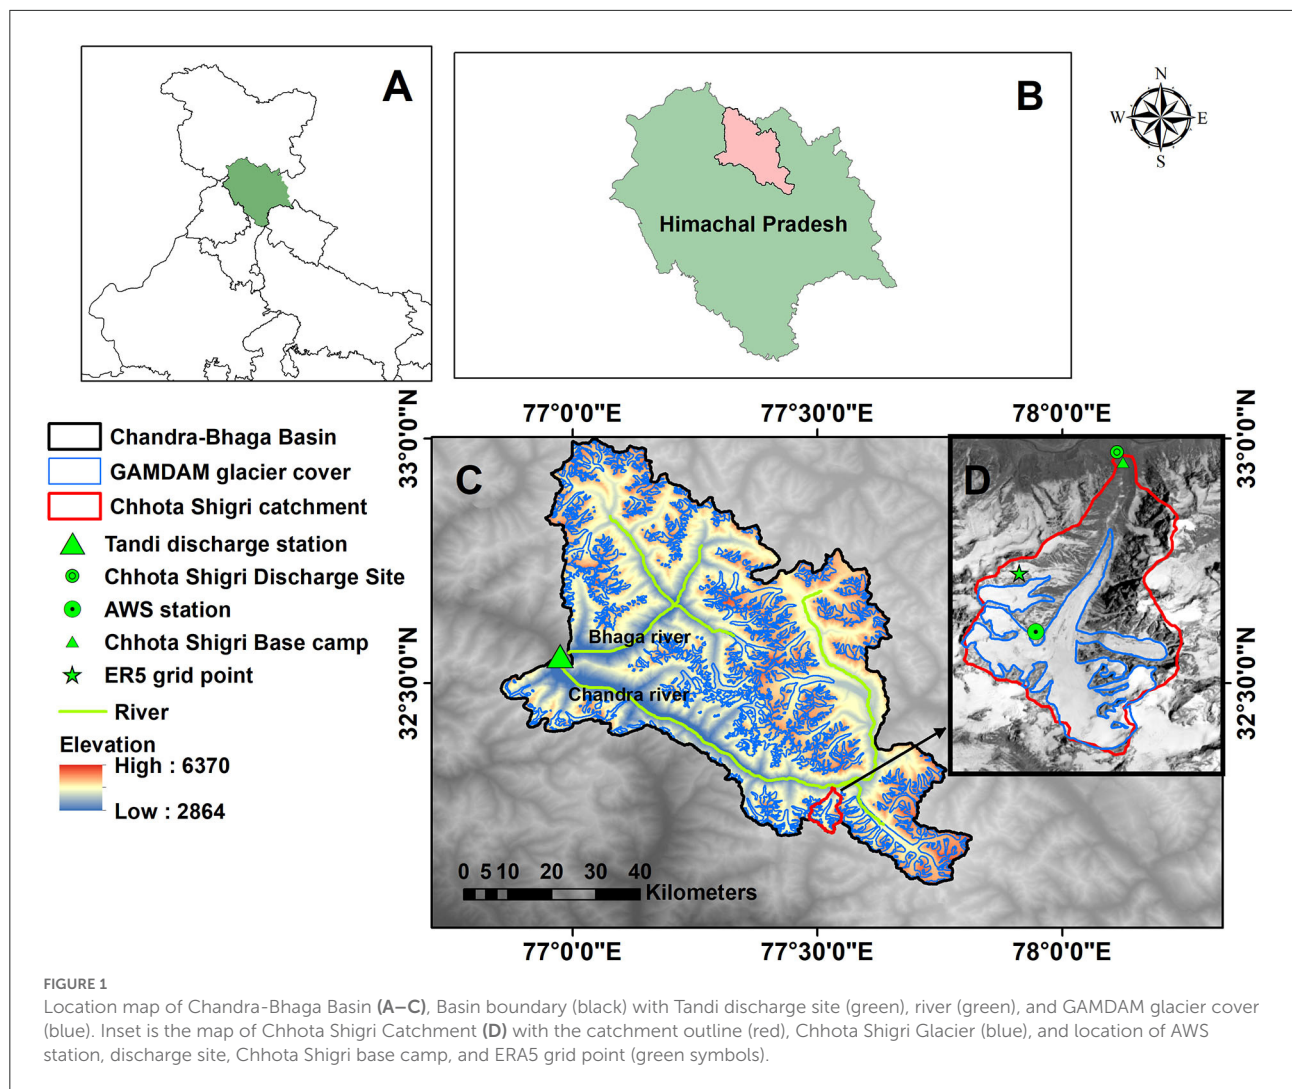 A
B
N
W E
S
Himachal Pradesh
Chandra-Bhaga Basin
GAMDAM glacier cover
Chhota Shigri catchment
Tandi discharge station
Chhota Shigri Discharge Site
AWS station
Chhota Shigri Base camp
ER5 grid point
River
Elevation
High : 6370
Low : 2864
77°0'0"E 77°30'0"E 78°0'0"E
33°0'0"N
32°30'0"N
C
D
Bhaga river
Chandra river
0 5 10 20 30 40
Kilometers
33°0'0"N
32°30'0"N
77°0'0"E 77°30'0"E 78°0'0"E
FIGURE 1
Location map of Chandra-Bhaga Basin (A–C), Basin boundary (black) with Tandi discharge site (green), river (green), and GAMDAM glacier cover
(blue). Inset is the map of Chhota Shigri Catchment (D) with the catchment outline (red), Chhota Shigri Glacier (blue), and location of AWS
station, discharge site, Chhota Shigri base camp, and ERA5 grid point (green symbols).